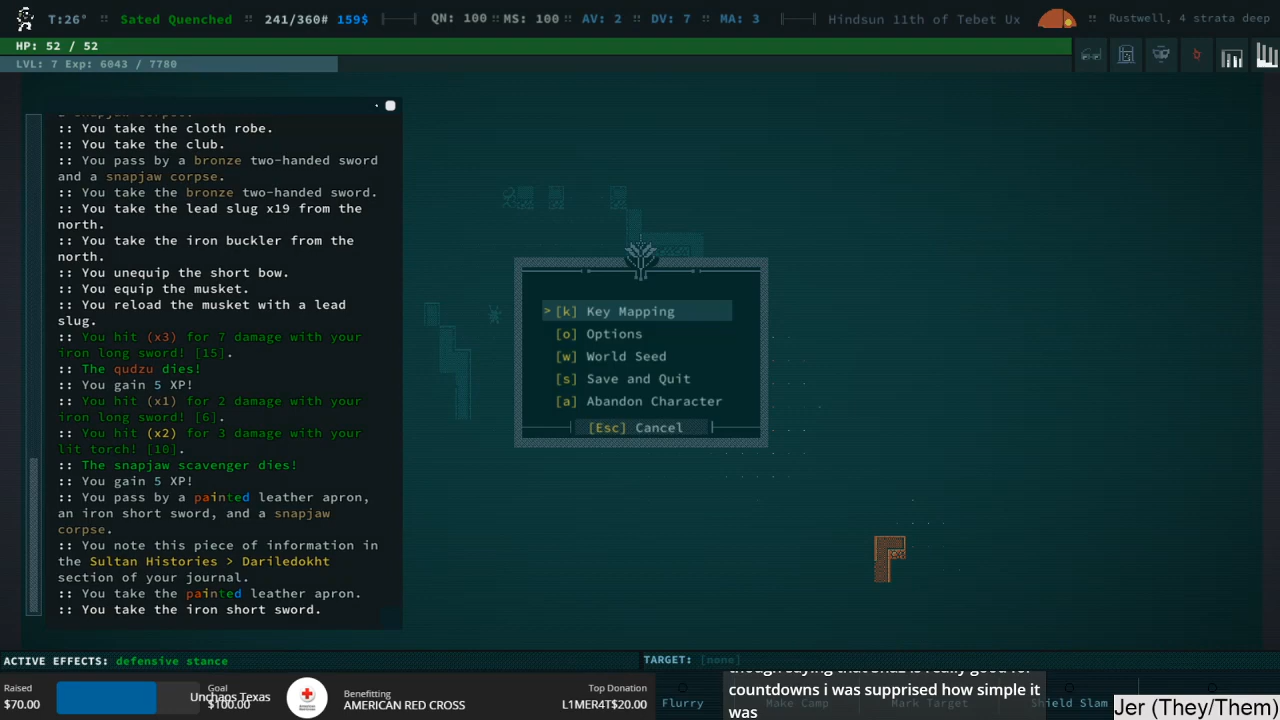 T:26° :: Sated Quenched :: 241/360# 159$ QN: 100 :: MS: 100 :: AV: 2 :: DV: 7 :: MA: 3 Hindsun 11th of Tebet Ux :: Rustwell, 4 strata deep
HP: 52 / 52
LVL: 7 Exp: 6043 / 7780
:: You take the cloth robe.
:: You take the club.
:: You pass by a bronze two-handed sword
and a snapjaw corpse.
:: You take the bronze two-handed sword.
:: You take the lead slug x19 from the
north.
:: You take the iron buckler from the
north.
:: You unequip the short bow.
:: You equip the musket.
:: You reload the musket with a lead
slug.
:: You hit (x3) for 7 damage with your
iron long sword! [15].
:: The qudzu dies!
:: You gain 5 XP!
:: You hit (x1) for 2 damage with your
iron long sword! [6].
:: You hit (x2) for 3 damage with your
lit torch! [10].
:: The snapjaw scavenger dies!
:: You gain 5 XP!
:: You pass by a painted leather apron,
an iron short sword, and a snapjaw
corpse.
:: You note this piece of information in
the Sultan Histories > Dariledokht
section of your journal.
:: You take the painted leather apron.
:: You take the iron short sword.
> [k] Key Mapping
[o] Options
[w] World Seed
[s] Save and Quit
[a] Abandon Character
[Esc] Cancel
ACTIVE EFFECTS: defensive stance
TARGET: [none]
Raised
$70.00
Goal
$100.00
Unchaos Texas
Benefitting
AMERICAN RED CROSS
Top Donation
L1MER4T$20.00
Flurry
Make Camp
Mark Target
Shield Slam
countdowns i was supprised how simple it
was
Jer (They/Them)